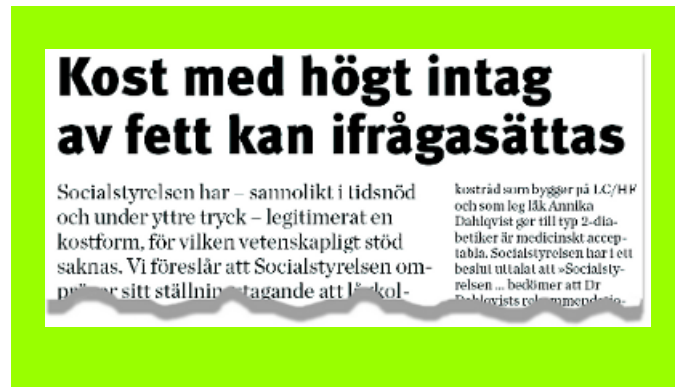 Kost med högt intag
av fett kan ifrågasättas
Socialstyrelsen har – sannolikt i tidsnöd
och under yttre tryck – legitimerat en
kostform, för vilken vetenskapligt stöd
saknas. Vi föreslår att Socialstyrelsen om-
sitt
kostråd som bygger på LC/HF
och som leg läk Annika
Dahlqvist ger till typ 2-dia-
betiker är medicinskt accep-
tabla. Socialstyrelsen har i ett
beslut uttalat att »Socialsty-
relsen ... bedömer att Dr
Dahlqvists